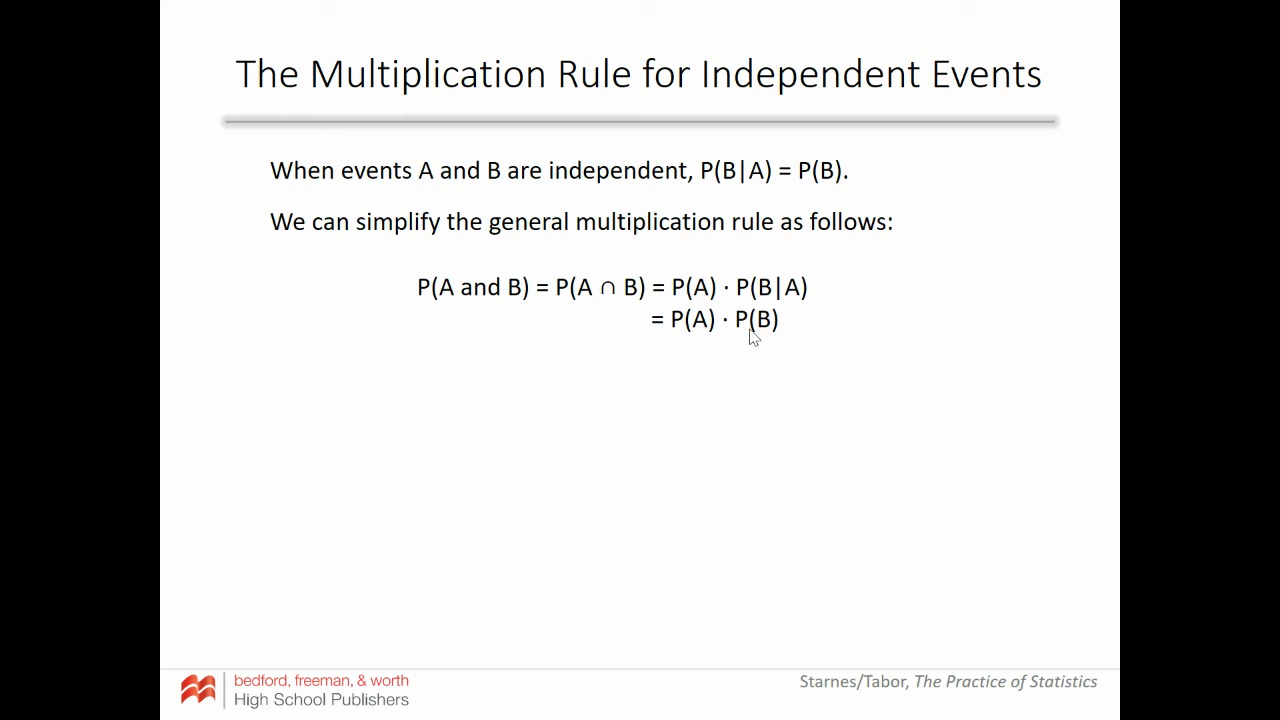 The Multiplication Rule for Independent Events
When events A and B are independent, P(B|A) = P(B).
We can simplify the general multiplication rule as follows:
P(A and B) = P(A ∩ B) = P(A) · P(B|A)
= P(A) · P(B)
bedford, freeman, & worth
High School Publishers
Starnes/Tabor, The Practice of Statistics